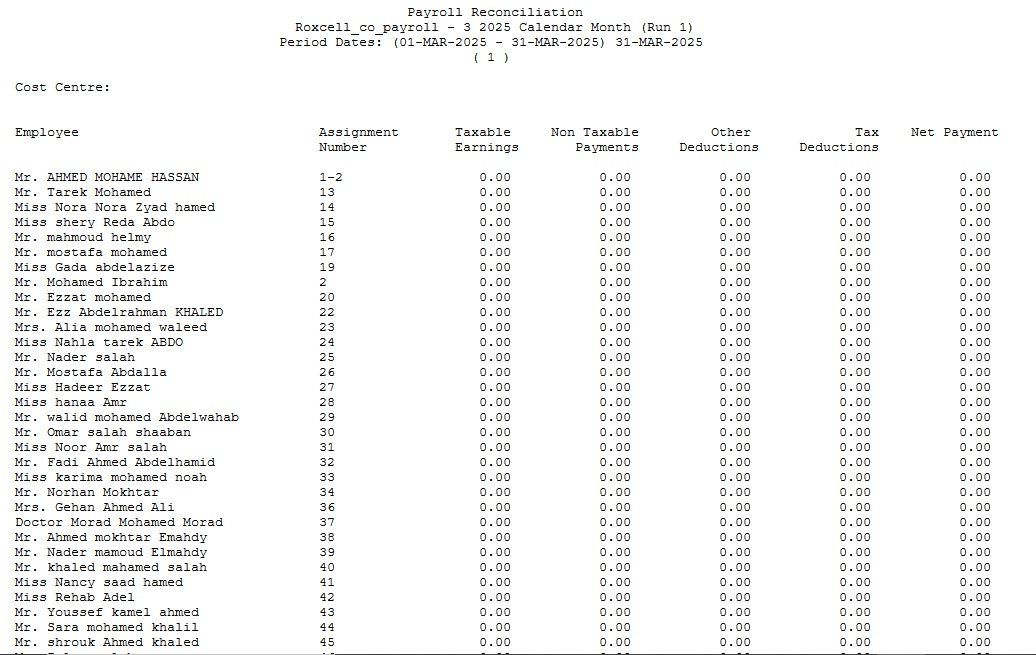 Payroll Reconciliation
Roxcell_co_payroll - 3 2025 Calendar Month (Run 1)
Period Dates: (01-MAR-2025 - 31-MAR-2025) 31-MAR-2025
( 1 )
Cost Centre:
Employee Assignment Taxable Non Taxable Other Tax Net Payment
Number Earnings Payments Deductions Deductions
Mr. AHMED MOHAME HASSAN 1-2 0.00 0.00 0.00 0.00 0.00
Mr. Tarek Mohamed 13 0.00 0.00 0.00 0.00 0.00
Miss Nora Nora Zyad hamed 14 0.00 0.00 0.00 0.00 0.00
Miss shery Reda Abdo 15 0.00 0.00 0.00 0.00 0.00
Mr. mahmoud helmy 16 0.00 0.00 0.00 0.00 0.00
Mr. mostafa mohamed 17 0.00 0.00 0.00 0.00 0.00
Miss Gada abdelazize 19 0.00 0.00 0.00 0.00 0.00
Mr. Mohamed Ibrahim 2 0.00 0.00 0.00 0.00 0.00
Mr. Ezzat mohamed 20 0.00 0.00 0.00 0.00 0.00
Mr. Ezz Abdelrahman KHALED 22 0.00 0.00 0.00 0.00 0.00
Mrs. Alia mohamed waleed 23 0.00 0.00 0.00 0.00 0.00
Miss Nahla tarek ABDO 24 0.00 0.00 0.00 0.00 0.00
Mr. Nader salah 25 0.00 0.00 0.00 0.00 0.00
Mr. Mostafa Abdalla 26 0.00 0.00 0.00 0.00 0.00
Miss Hadeer Ezzat 27 0.00 0.00 0.00 0.00 0.00
Miss hanaa Amr 28 0.00 0.00 0.00 0.00 0.00
Mr. walid mohamed Abdelwahab 29 0.00 0.00 0.00 0.00 0.00
Mr. Omar salah shaaban 30 0.00 0.00 0.00 0.00 0.00
Miss Noor Amr salah 31 0.00 0.00 0.00 0.00 0.00
Mr. Fadi Ahmed Abdelhamid 32 0.00 0.00 0.00 0.00 0.00
Miss karima mohamed noah 33 0.00 0.00 0.00 0.00 0.00
Mr. Norhan Mokhtar 34 0.00 0.00 0.00 0.00 0.00
Mrs. Gehan Ahmed Ali 36 0.00 0.00 0.00 0.00 0.00
Doctor Morad Mohamed Morad 37 0.00 0.00 0.00 0.00 0.00
Mr. Ahmed mokhtar Emahdy 38 0.00 0.00 0.00 0.00 0.00
Mr. Nader mamoud Elmahdy 39 0.00 0.00 0.00 0.00 0.00
Mr. khaled mahamed salah 40 0.00 0.00 0.00 0.00 0.00
Miss Nancy saad hamed 41 0.00 0.00 0.00 0.00 0.00
Miss Rehab Adel 42 0.00 0.00 0.00 0.00 0.00
Mr. Youssef kamel ahmed 43 0.00 0.00 0.00 0.00 0.00
Mr. Sara mohamed khalil 44 0.00 0.00 0.00 0.00 0.00
Mr. shrouk Ahmed khaled 45 0.00 0.00 0.00 0.00 0.00